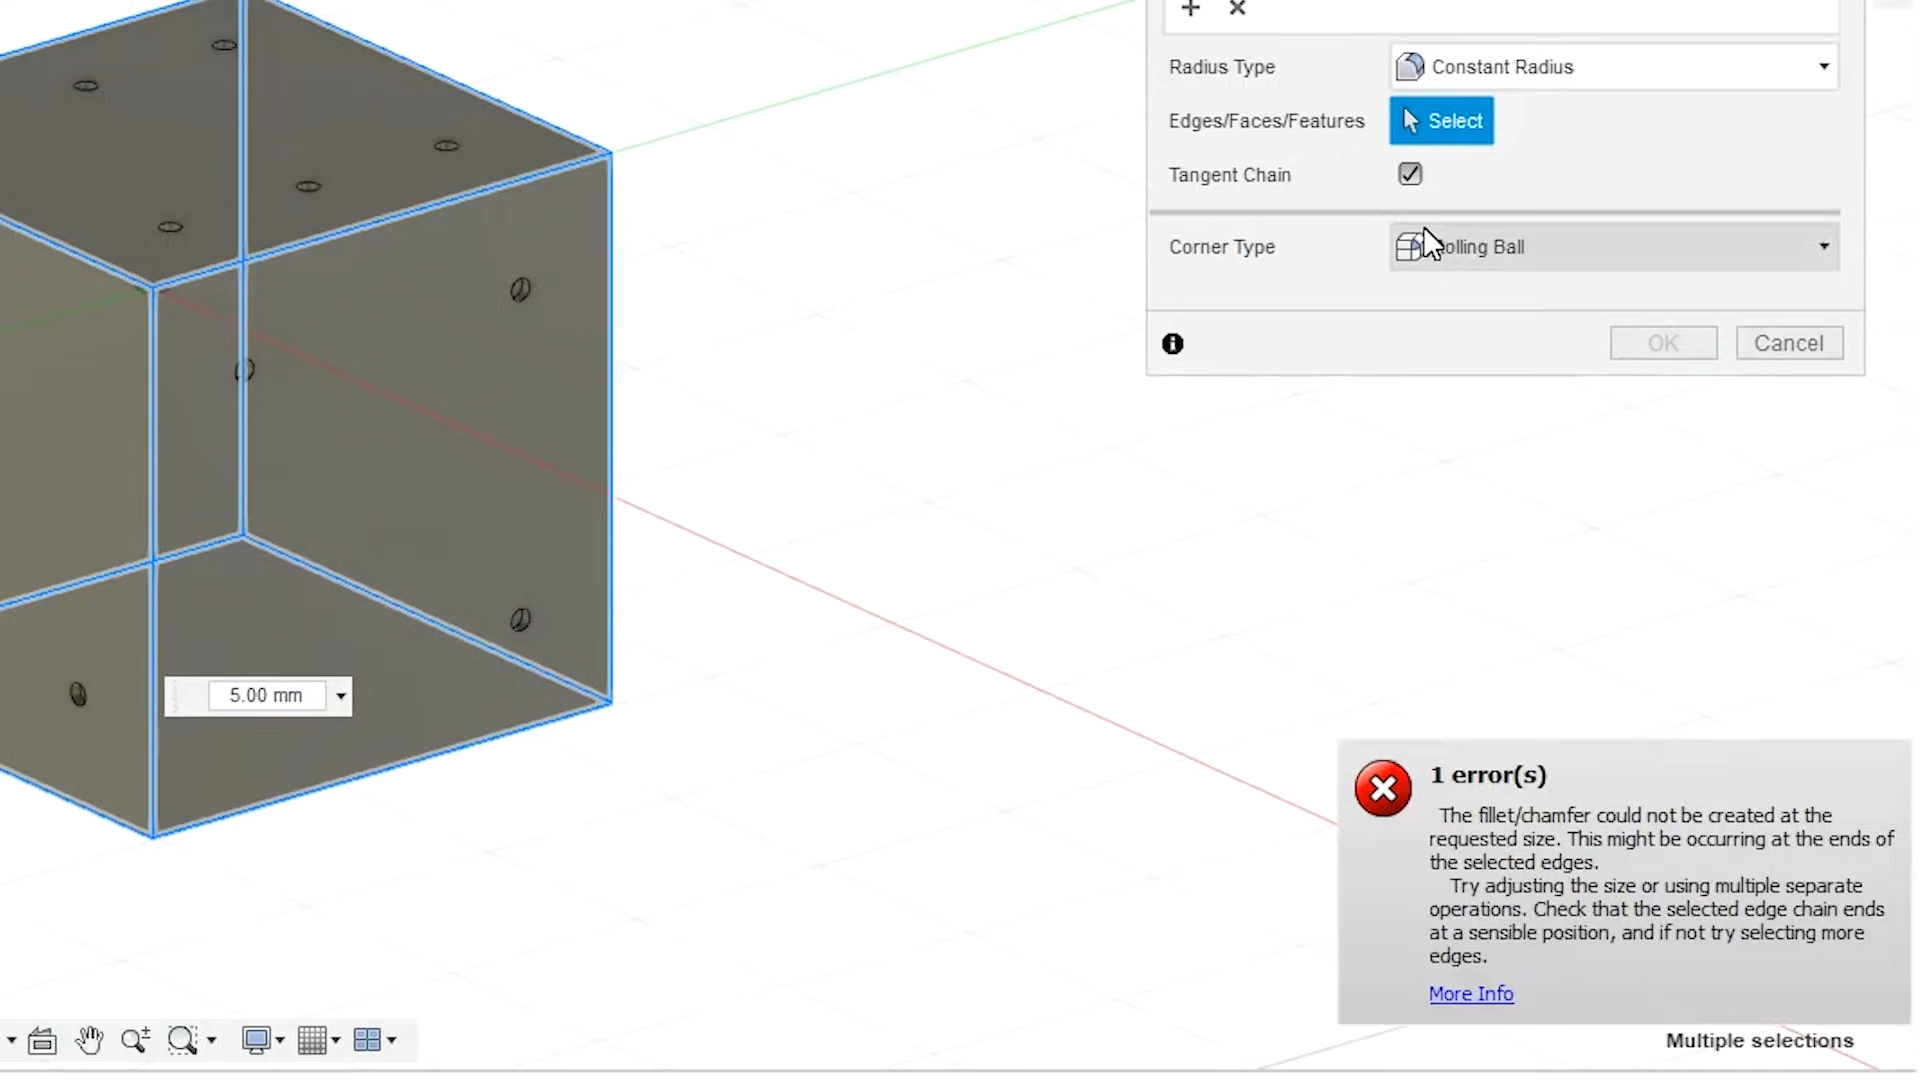 Radius Type
Constant Radius
Edges/Faces/Features
Select
Tangent Chain
Corner Type
olling Ball
OK
Cancel
5.00 mm
1 error(s)
The fillet/chamfer could not be created at the
requested size. This might be occurring at the ends of
the selected edges.
Try adjusting the size or using multiple separate
operations. Check that the selected edge chain ends
at a sensible position, and if not try selecting more
edges.
More Info
Multiple selections